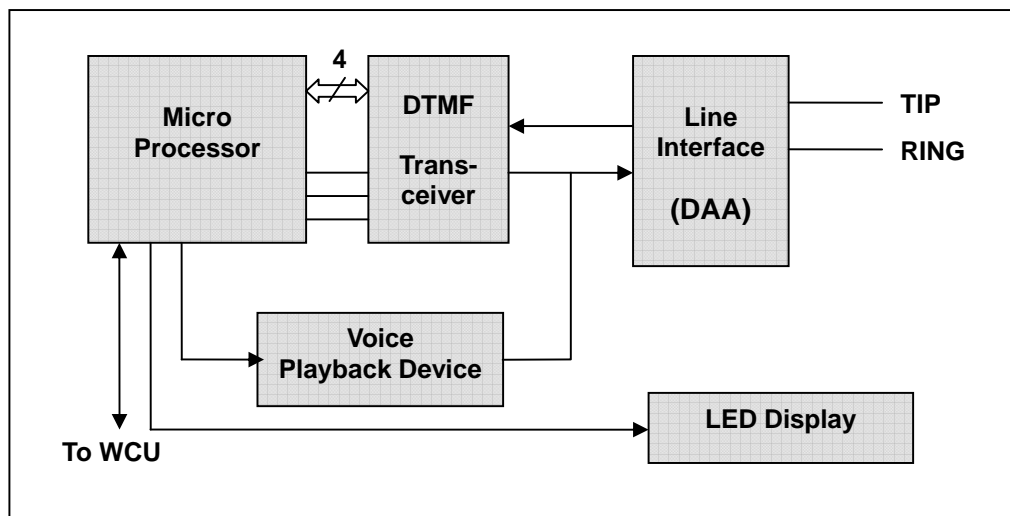 4
Micro
Processor
DTMF
Trans-
ceiver
Line
Interface
(DAA)
TIP
RING
Voice
Playback Device
LED Display
To WCU